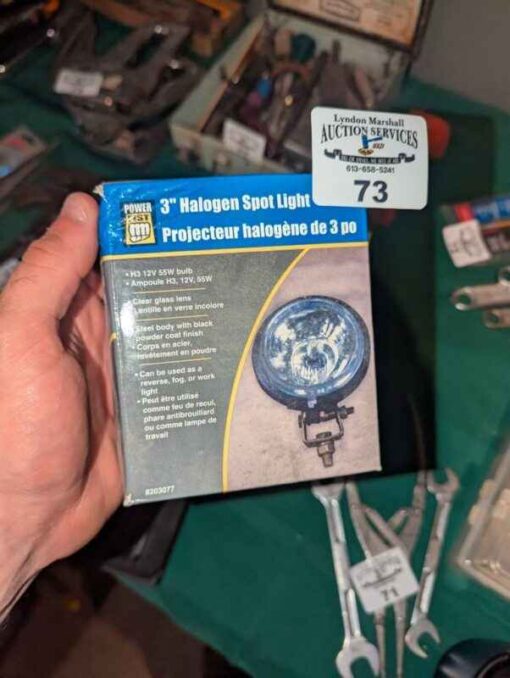 Lyndon Marshall
AUCTION SERVICES
613-658-5241
73
POWER
FIST
3" Halogen Spot Light
Projecteur halogène de 3 po
• H3 12V 55W bulb
• Ampoule H3, 12V, 55W
• Clear glass lens
Lentille en verre incolore
• Steel body with black
powder coat finish
• Corps en acier,
revêtement en poudre
• Can be used as a
reverse, fog, or work
light
• Peut être utilisé
comme feu de recul,
phare antibrouillard
ou comme lampe de
travail
8203077
71